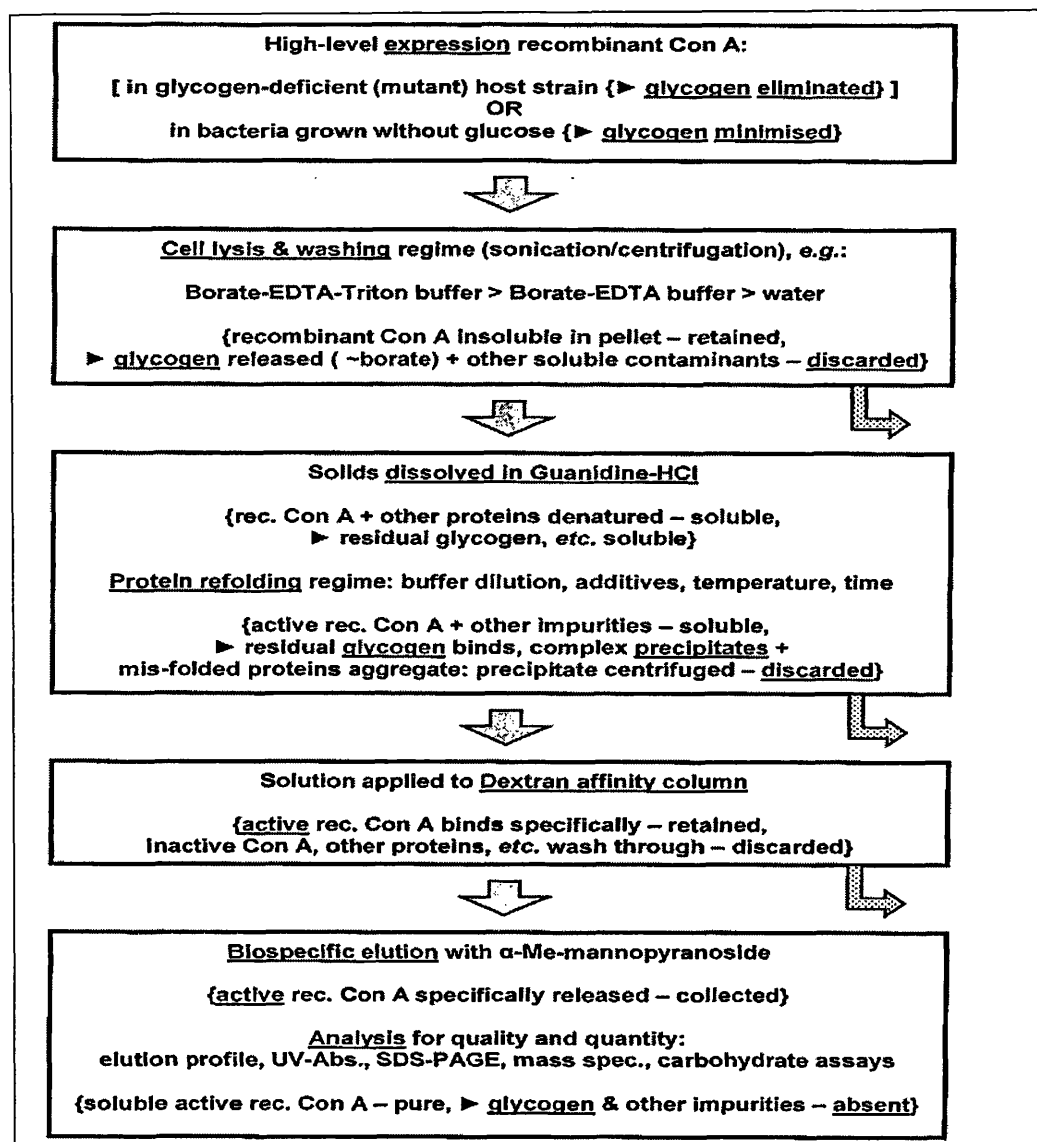 High-level expression recombinant Con A:
[ in glycogen-deficient (mutant) host strain {► glycogen eliminated} ]
OR
in bacteria grown without glucose {► glycogen minimised}
Cell lysis & washing regime (sonication/centrifugation), e.g.:
Borate-EDTA-Triton buffer > Borate-EDTA buffer > water
{recombinant Con A insoluble in pellet – retained,
► glycogen released ( ~borate) + other soluble contaminants – discarded}
Solids dissolved in Guanidine-HCl
{rec. Con A + other proteins denatured – soluble,
► residual glycogen, etc. soluble}
Protein refolding regime: buffer dilution, additives, temperature, time
{active rec. Con A + other impurities – soluble,
► residual glycogen binds, complex precipitates +
mis-folded proteins aggregate: precipitate centrifuged – discarded}
Solution applied to Dextran affinity column
{active rec. Con A binds specifically – retained,
inactive Con A, other proteins, etc. wash through – discarded}
Biospecific elution with α-Me-mannopyranoside
{active rec. Con A specifically released – collected}
Analysis for quality and quantity:
elution profile, UV-Abs., SDS-PAGE, mass spec., carbohydrate assays
{soluble active rec. Con A – pure, ► glycogen & other impurities – absent}